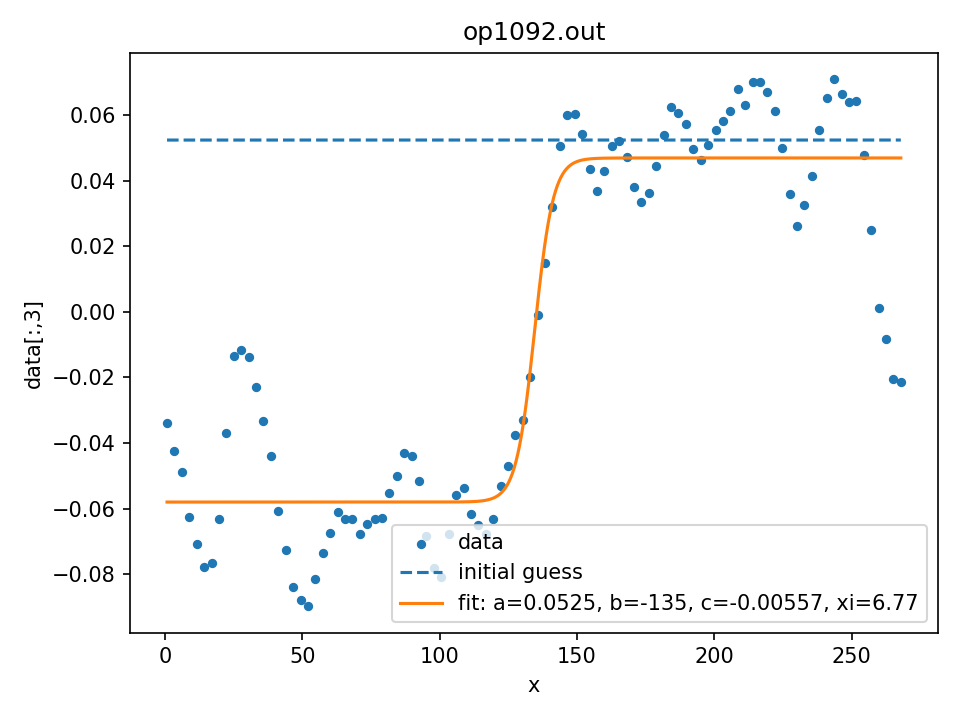 op1092.out
data[:,3]
0.06
0.04
0.02
0.00
−0.02
−0.04
−0.06
−0.08
data
initial guess
fit: a=0.0525, b=-135, c=-0.00557, xi=6.77
0 50 100 150 200 250
x